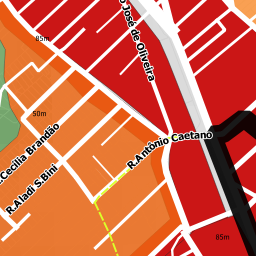 o José de Oliveira
85m
50m
R.Antônio Caetano
.Cecília Brandão
R.Aladi S.Bini
85m